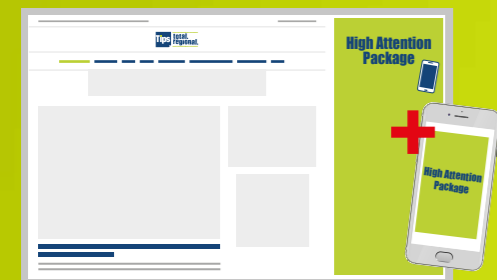 Tips total.
regional.
High Attention
Package
High Attention
Package